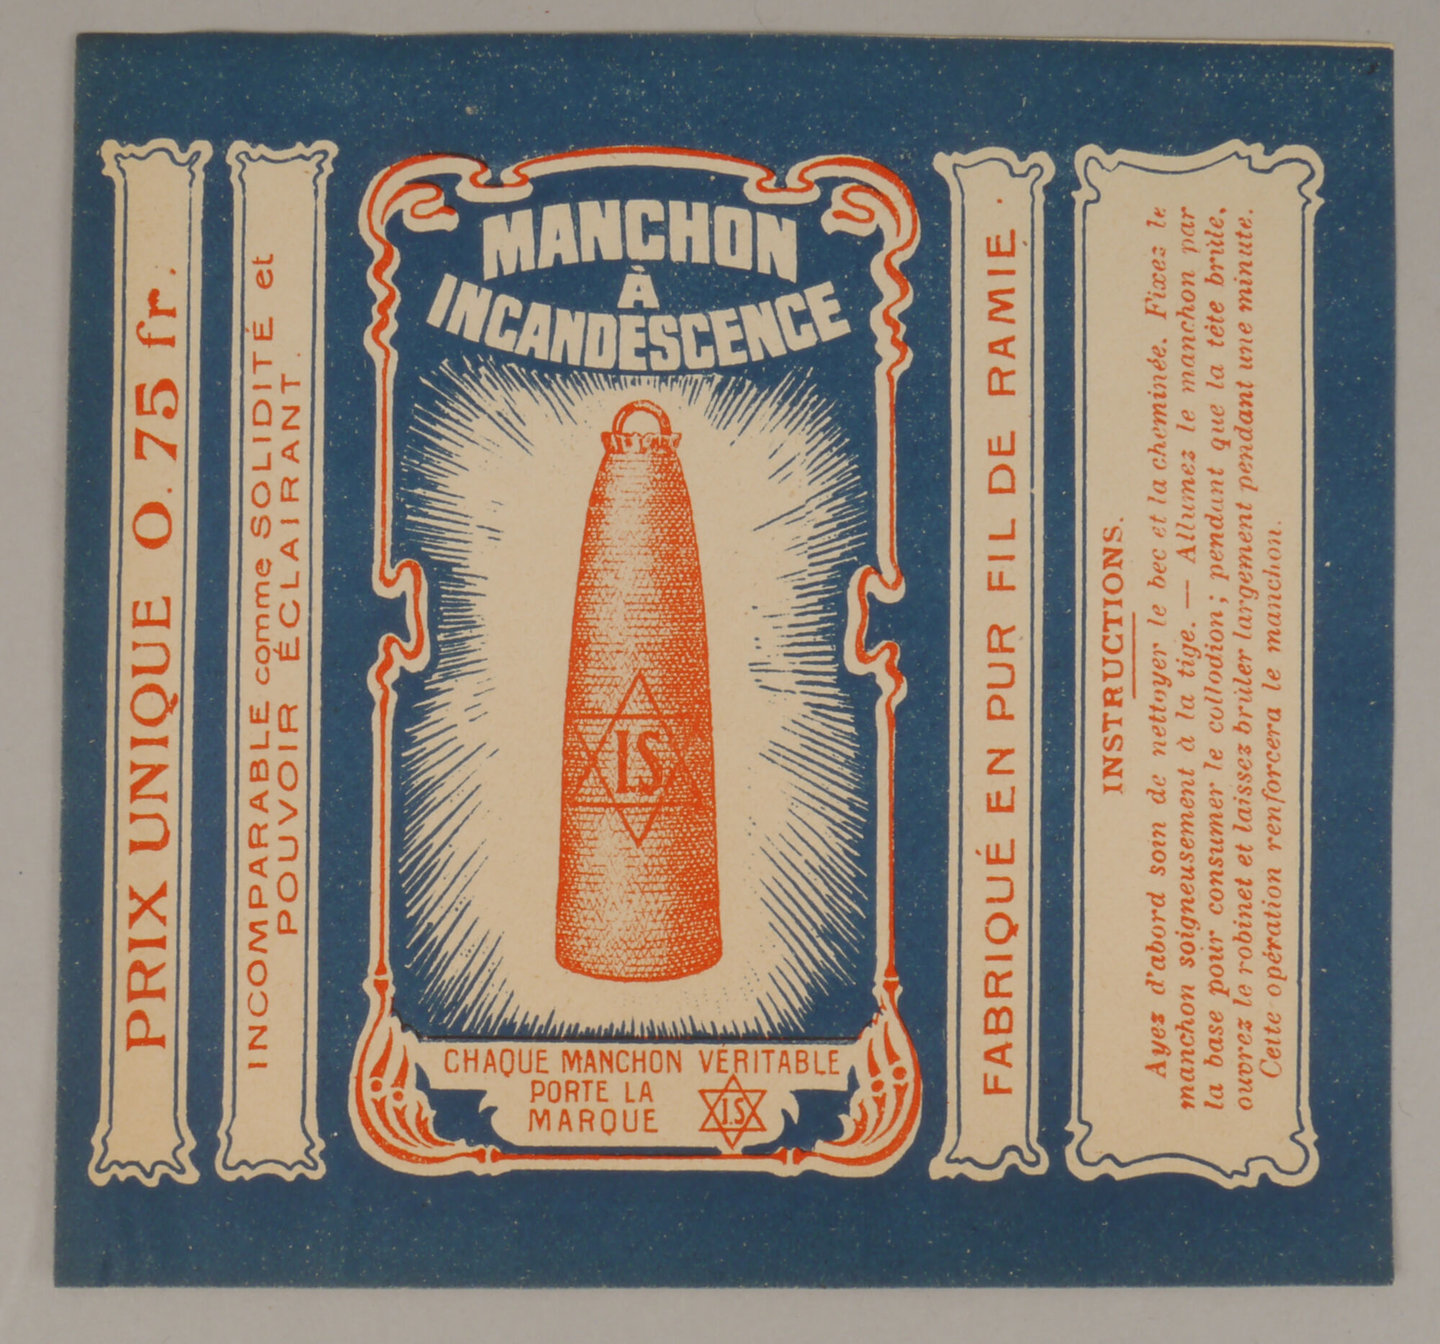 PRIX UNIQUE 0.75 fr.
INCOMPARABLE comme SOLIDITÉ et
POUVOIR ÉCLAIRANT
MANCHON
À
INCANDESCENCE
I.S
CHAQUE MANCHON VÉRITABLE
PORTE LA
MARQUE I.S
FABRIQUÉ EN PUR FIL DE RAMIE.
INSTRUCTIONS.
Ayez d'abord soin de nettoyer le bec et la cheminée. Fixez le
manchon soigneusement à la tige. — Allumez le manchon par
la base pour consumer le collodion; pendant que la tête brûle,
ouvrez le robinet et laissez brûler largement pendant une minute.
Cette opération renforcera le manchon.